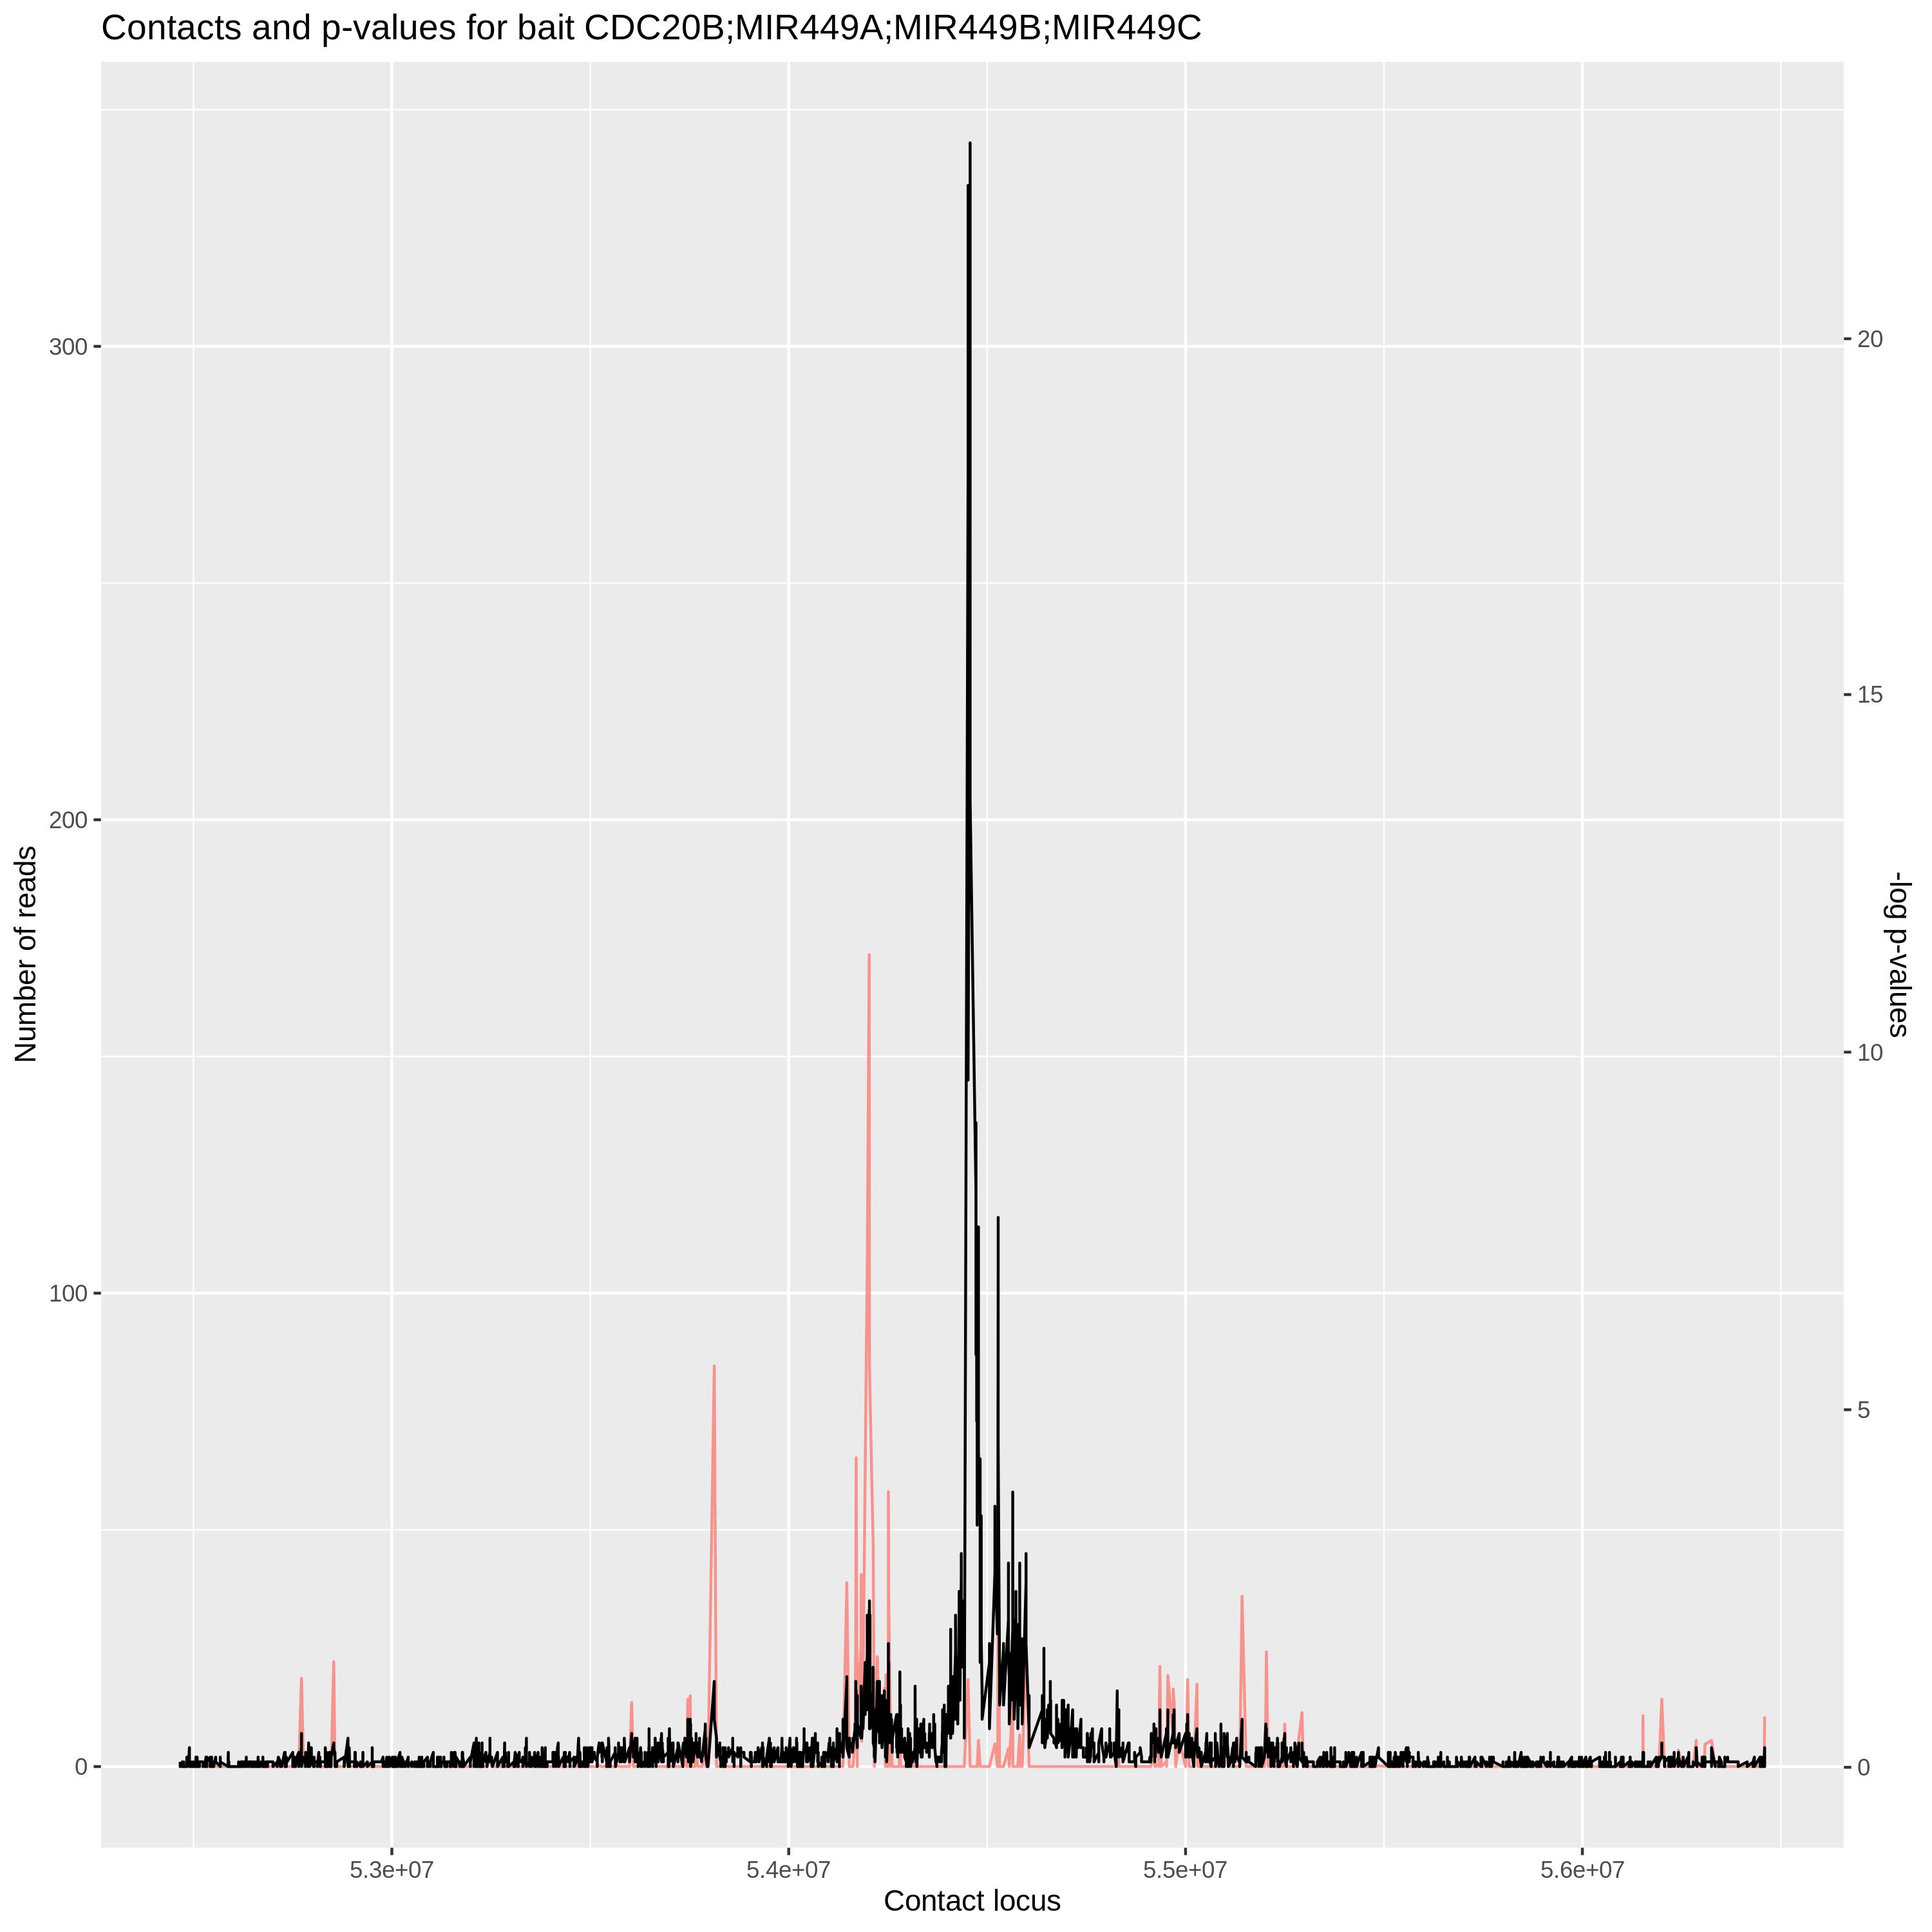 Contacts and p-values for bait CDC20B;MIR449A;MIR449B;MIR449C
300
200
100
0
Number of reads
20
15
10
5
0
-log p-values
5.3e+07
5.4e+07
5.5e+07
5.6e+07
Contact locus